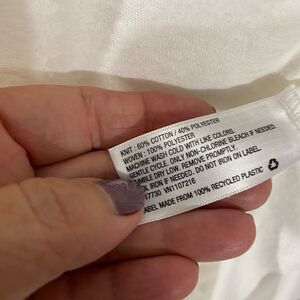 KNIT: 60% COTTON / 40% POLYESTER
WOVEN: 100% POLYESTER
MACHINE WASH COLD WITH LIKE COLORS.
GENTLE CYCLE. ONLY NON-CHLORINE BLEACH IF NEEDED.
TUMBLE DRY LOW. REMOVE PROMPTLY.
IRON IF NEEDED. DO NOT IRON ON LABEL
17730 VN1107216
LABEL MADE FROM 100% RECYCLED PLASTIC